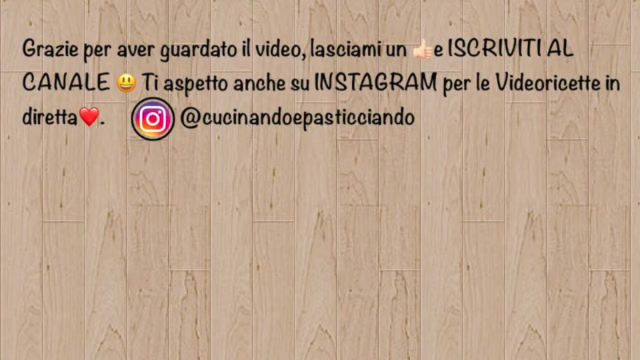 Grazie per aver guardato il video, lasciami un 👍🏻e ISCRIVITI AL
CANALE 😃 Ti aspetto anche su INSTAGRAM per le Videoricette in
diretta❤️. @cucinandoepasticciando